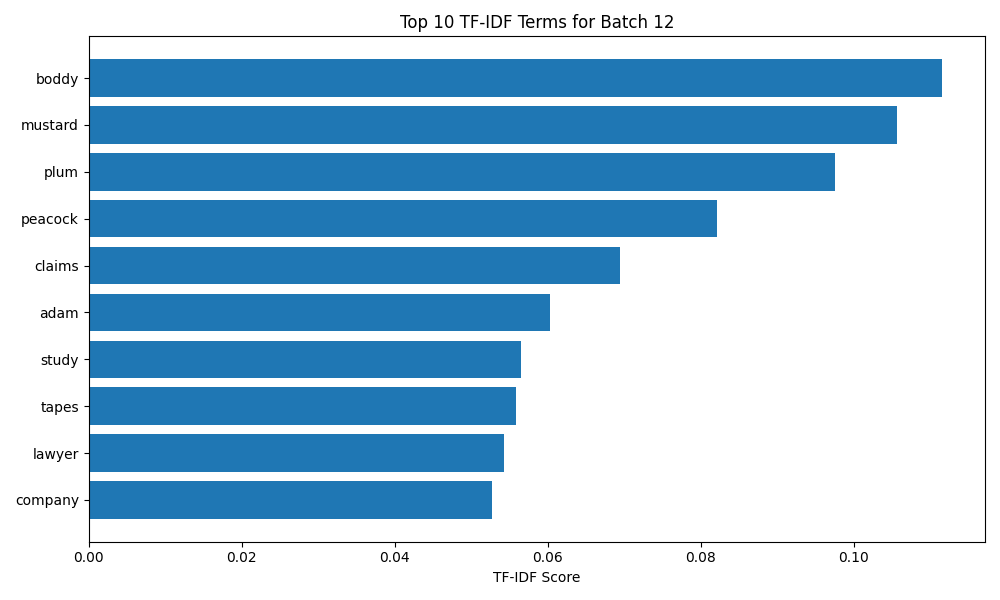 Top 10 TF-IDF Terms for Batch 12
boddy
mustard
plum
peacock
claims
adam
study
tapes
lawyer
company
0.00 0.02 0.04 0.06 0.08 0.10
TF-IDF Score